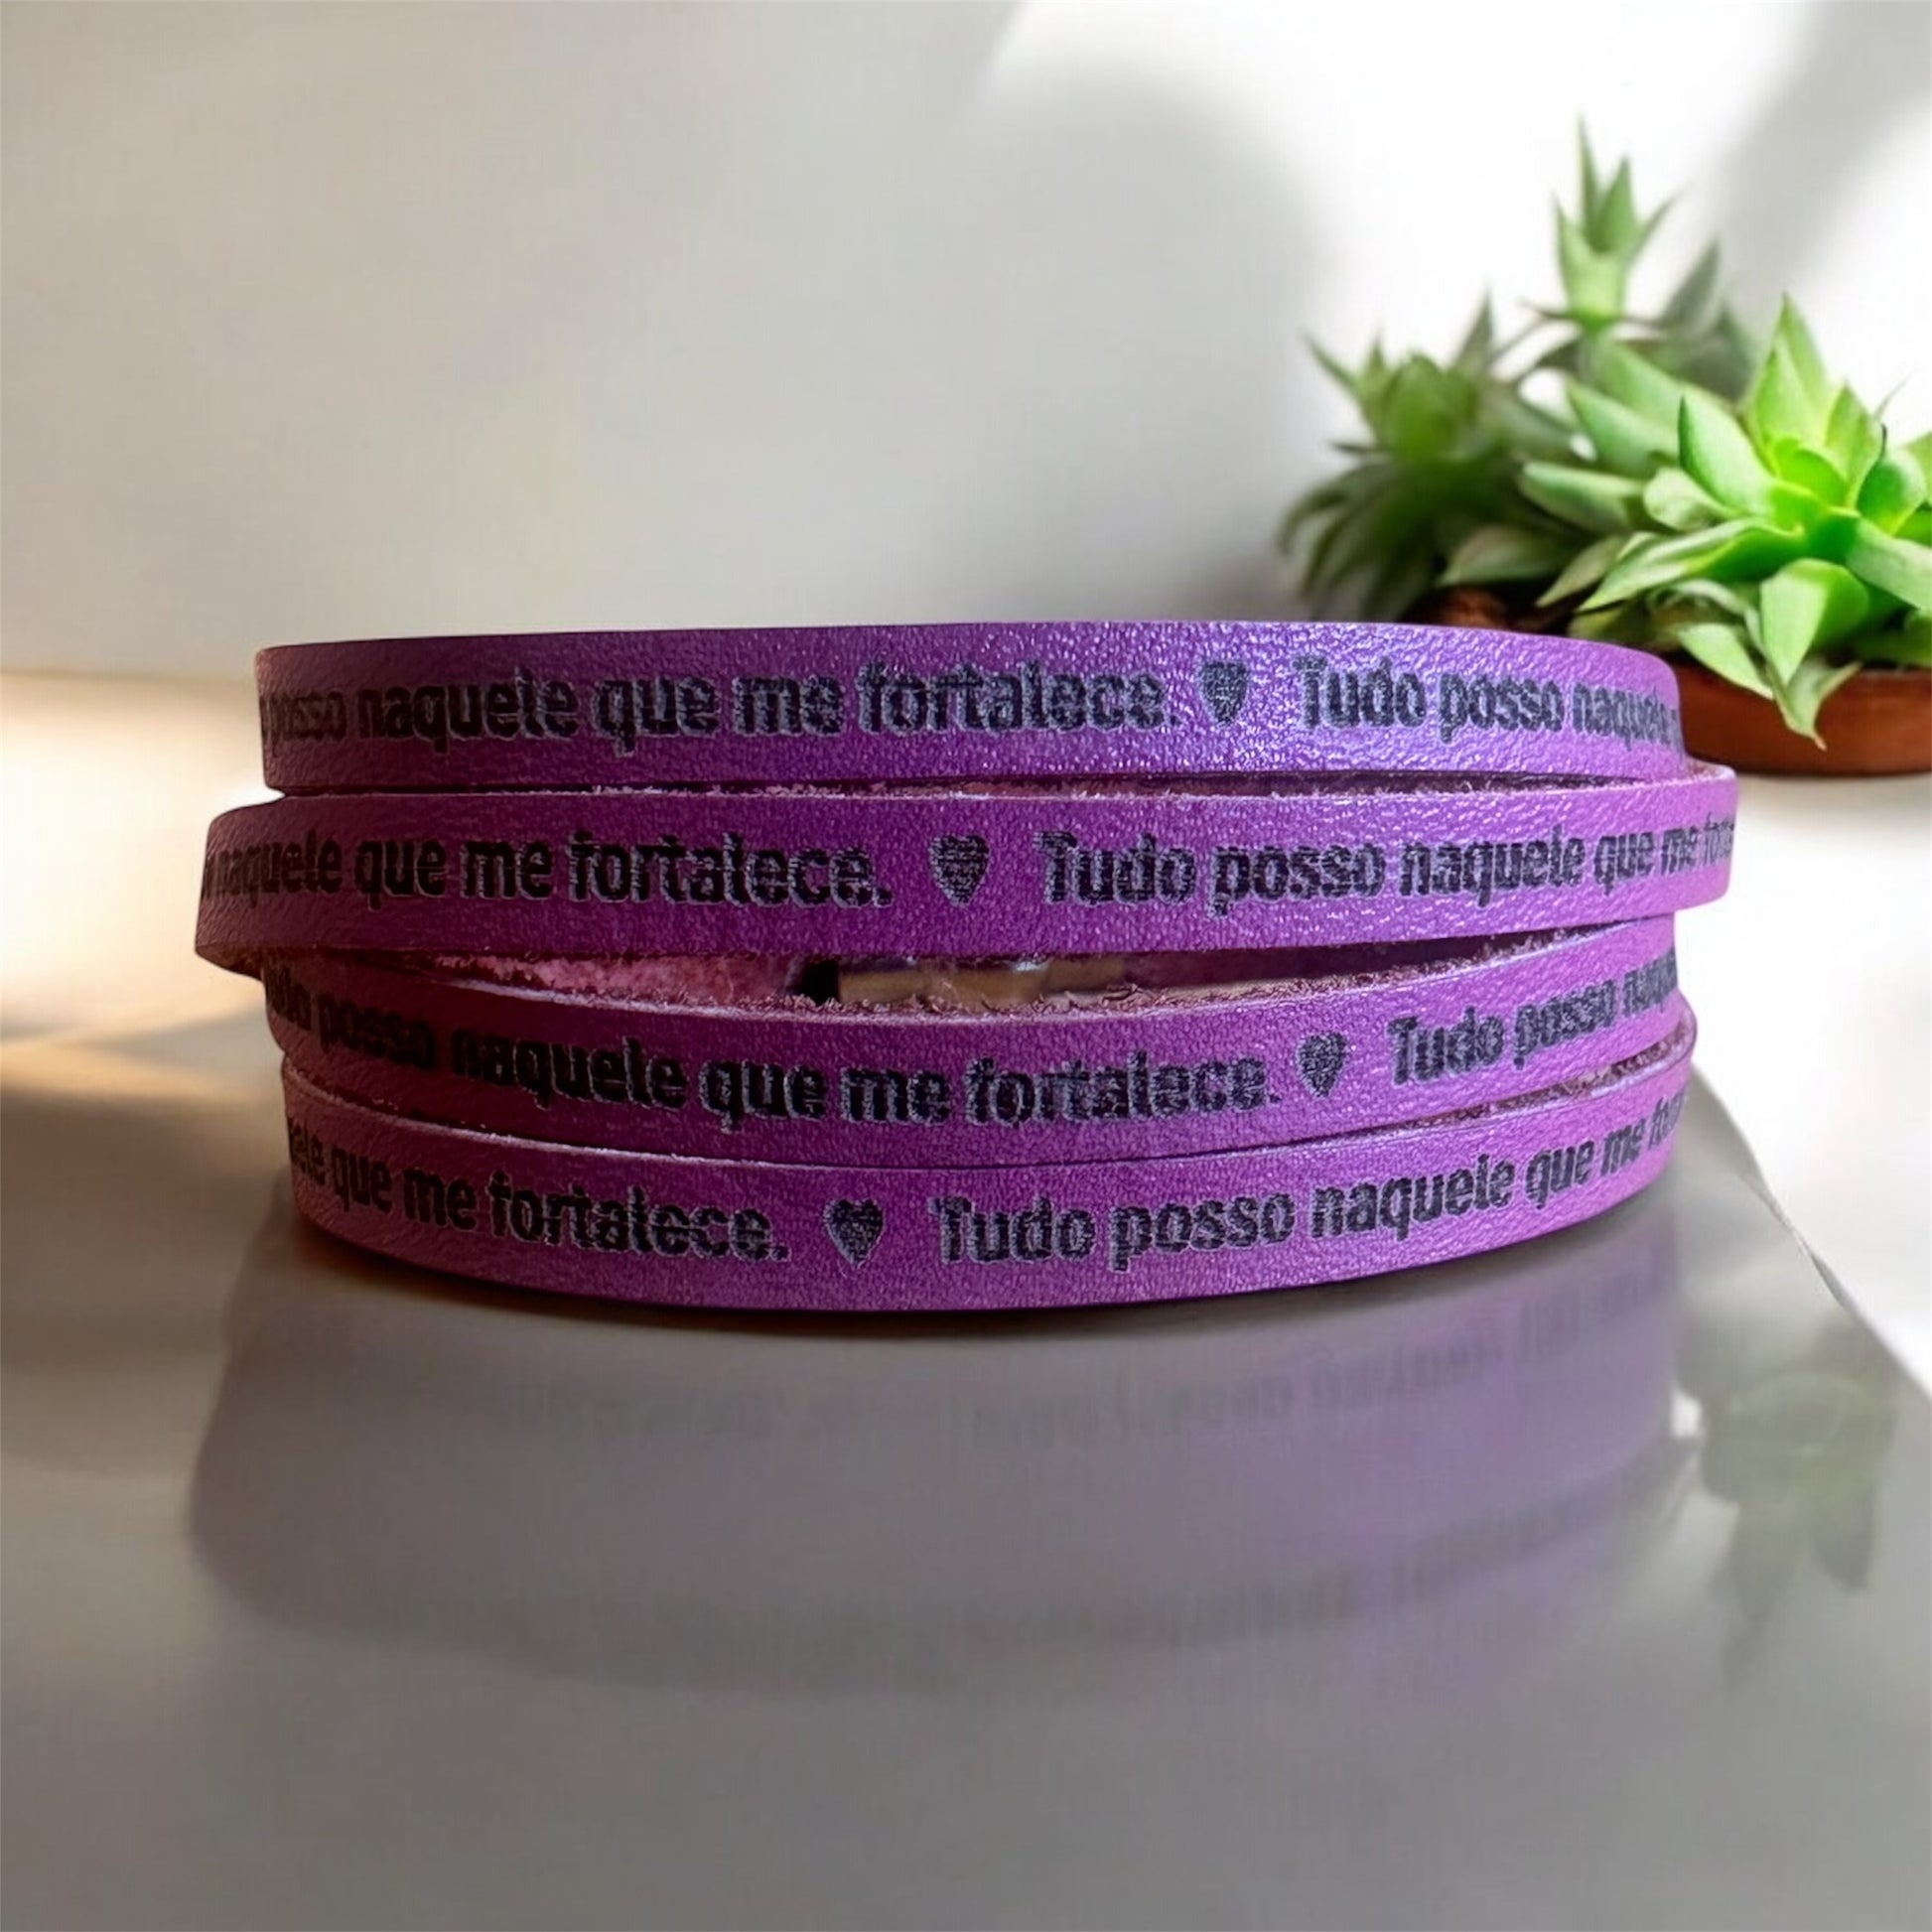 posso naquele que me fortalece. ♥ Tudo posso naquele
naquele que me fortalece. ♥ Tudo posso naquele que me
Tudo posso naquele que me fortalece. ♥ Tudo posso
que me fortalece. ♥ Tudo posso naquele que me